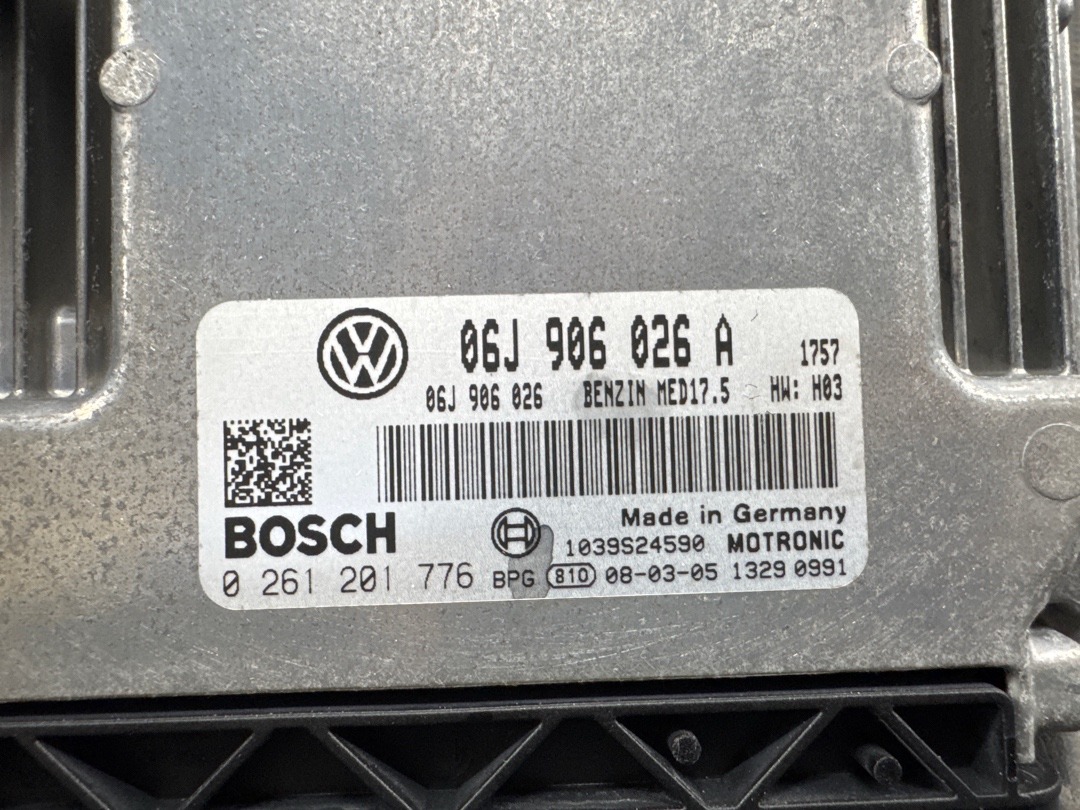 06J 906 026 A 1757
06J 906 026 BENZIN MED17.5 HW: H03
Made in Germany
BOSCH 1039S24590 MOTRONIC
0 261 201 776 BPG 810 08-03-05 1329 0991